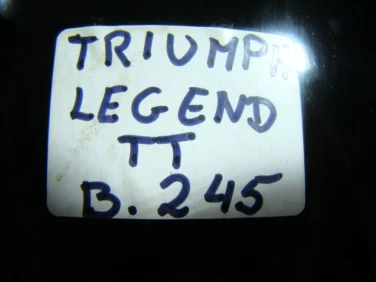 TRIUMPH
LEGEND
TT
B. 245